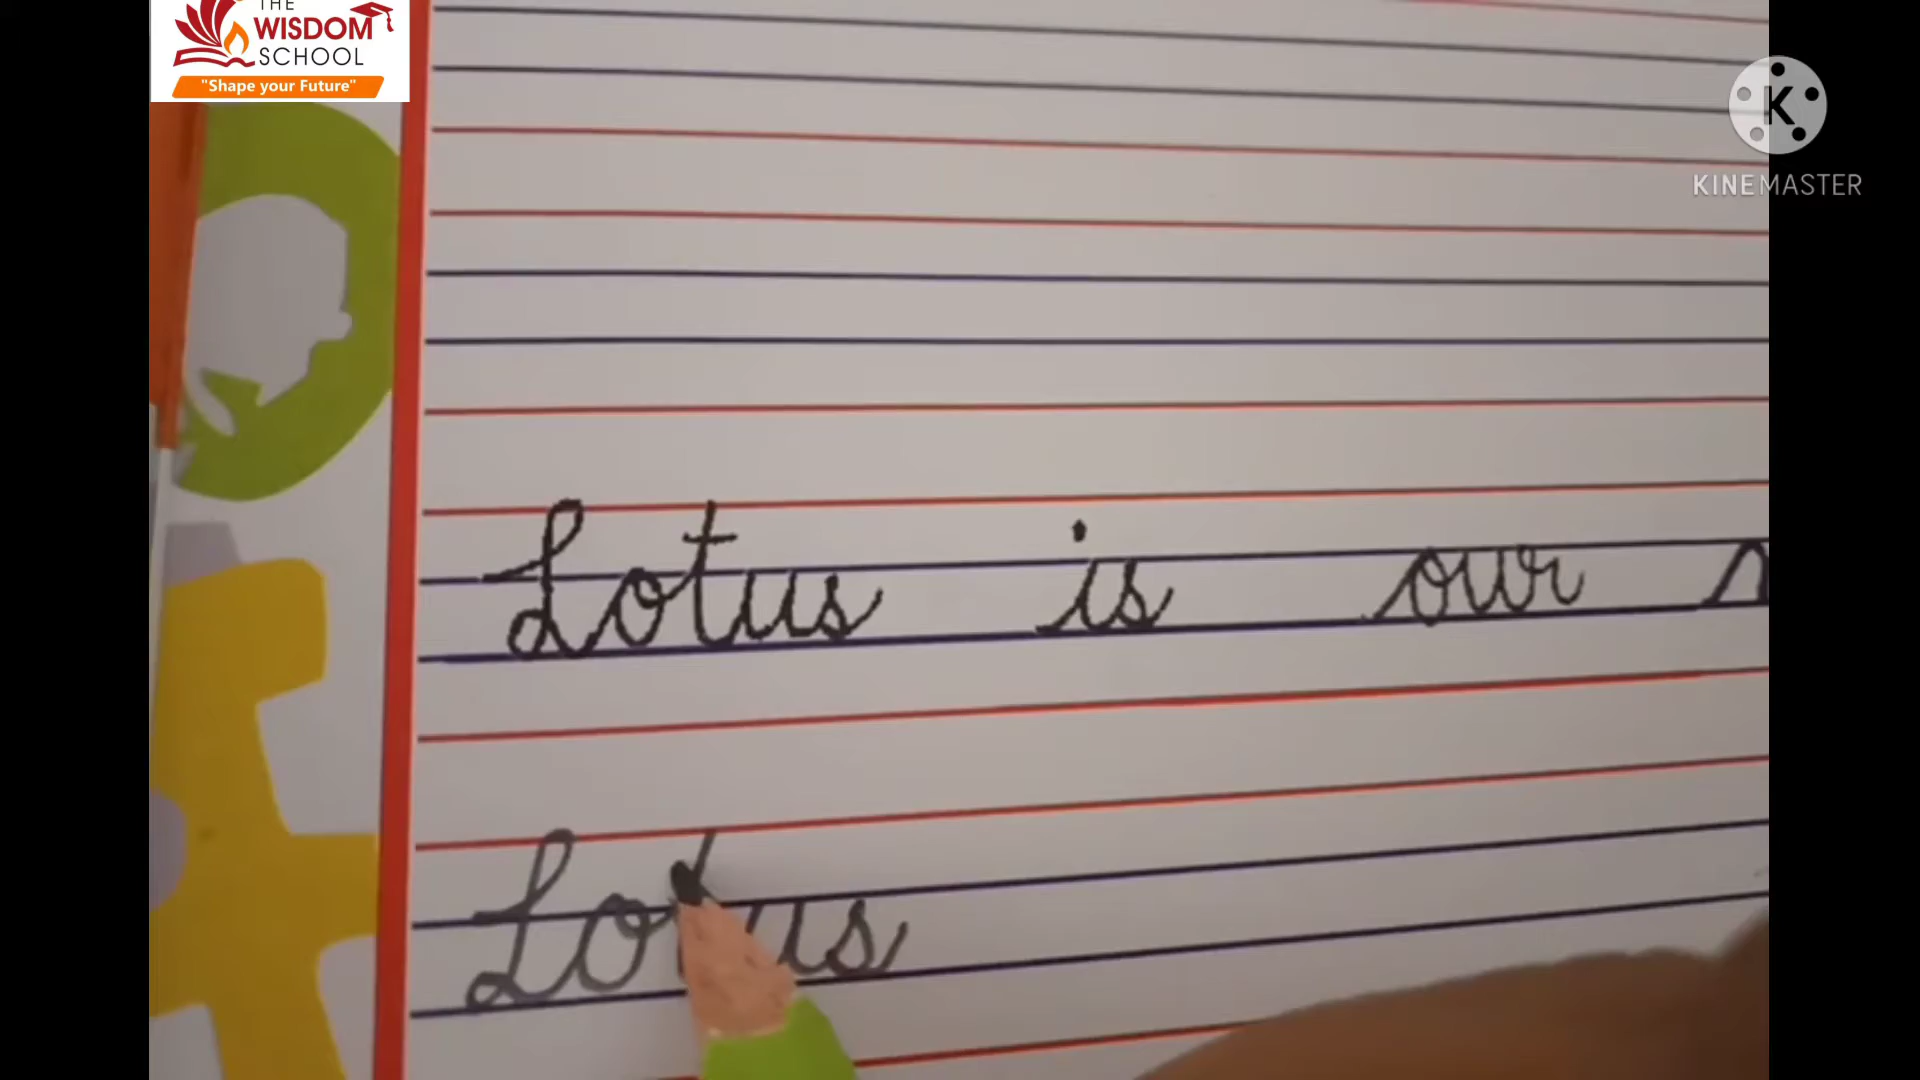 THE
WISDOM
SCHOOL
"Shape your Future"
K
KINEMASTER
Lotus is our
Lotus